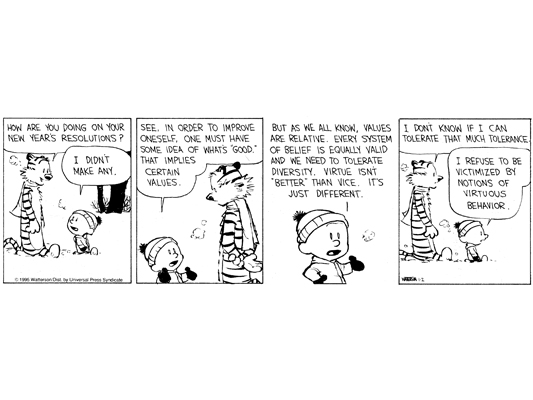 HOW ARE YOU DOING ON YOUR
NEW YEAR'S RESOLUTIONS?
I DIDN'T
MAKE ANY.
© 1995 Watterson/Dist. by Universal Press Syndicate
SEE, IN ORDER TO IMPROVE
ONESELF, ONE MUST HAVE
SOME IDEA OF WHAT'S "GOOD."
THAT IMPLIES
CERTAIN
VALUES.
BUT AS WE ALL KNOW, VALUES
ARE RELATIVE. EVERY SYSTEM
OF BELIEF IS EQUALLY VALID
AND WE NEED TO TOLERATE
DIVERSITY. VIRTUE ISN'T
"BETTER" THAN VICE. IT'S
JUST DIFFERENT.
I DON'T KNOW IF I CAN
TOLERATE THAT MUCH TOLERANCE.
I REFUSE TO BE
VICTIMIZED BY
NOTIONS OF
VIRTUOUS
BEHAVIOR.